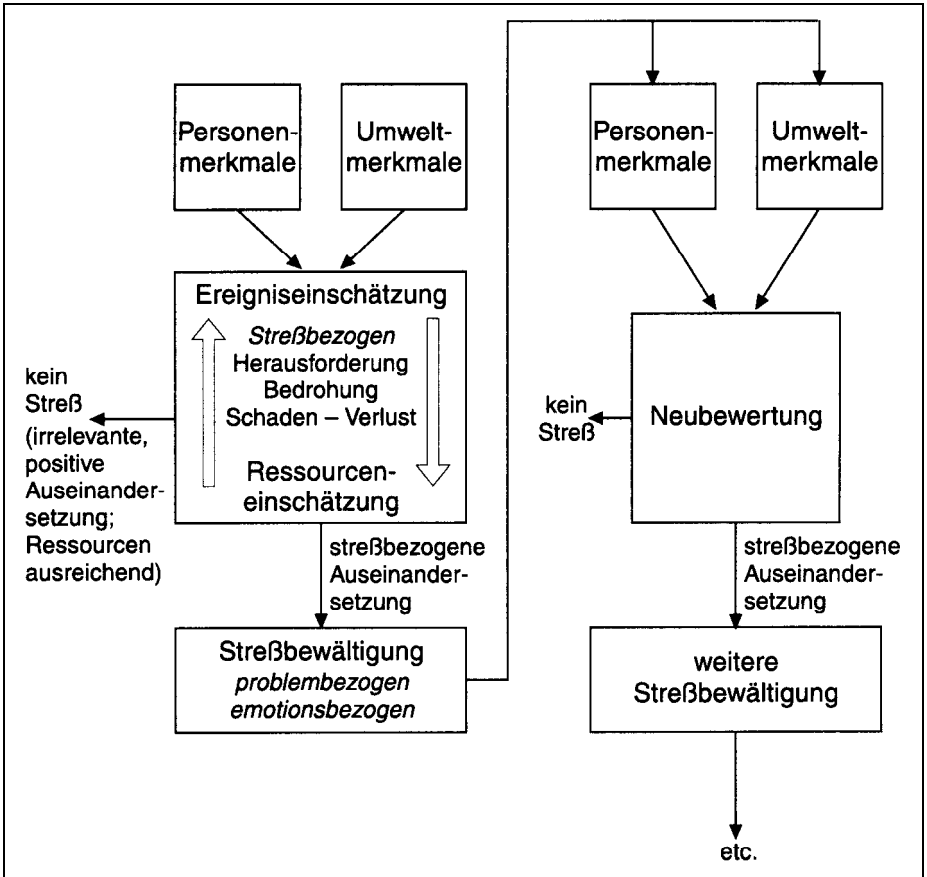 Personen-
merkmale
Umwelt-
merkmale
Ereigniseinschätzung
Streßbezogen
Herausforderung
Bedrohung
Schaden – Verlust
Ressourcen-
einschätzung
kein
Streß
(irrelevante,
positive
Auseinander-
setzung;
Ressourcen
ausreichend)
streßbezogene
Auseinander-
setzung
Streßbewältigung
problembezogen
emotionsbezogen
Personen-
merkmale
Umwelt-
merkmale
Neubewertung
kein
Streß
streßbezogene
Auseinander-
setzung
weitere
Streßbewältigung
etc.